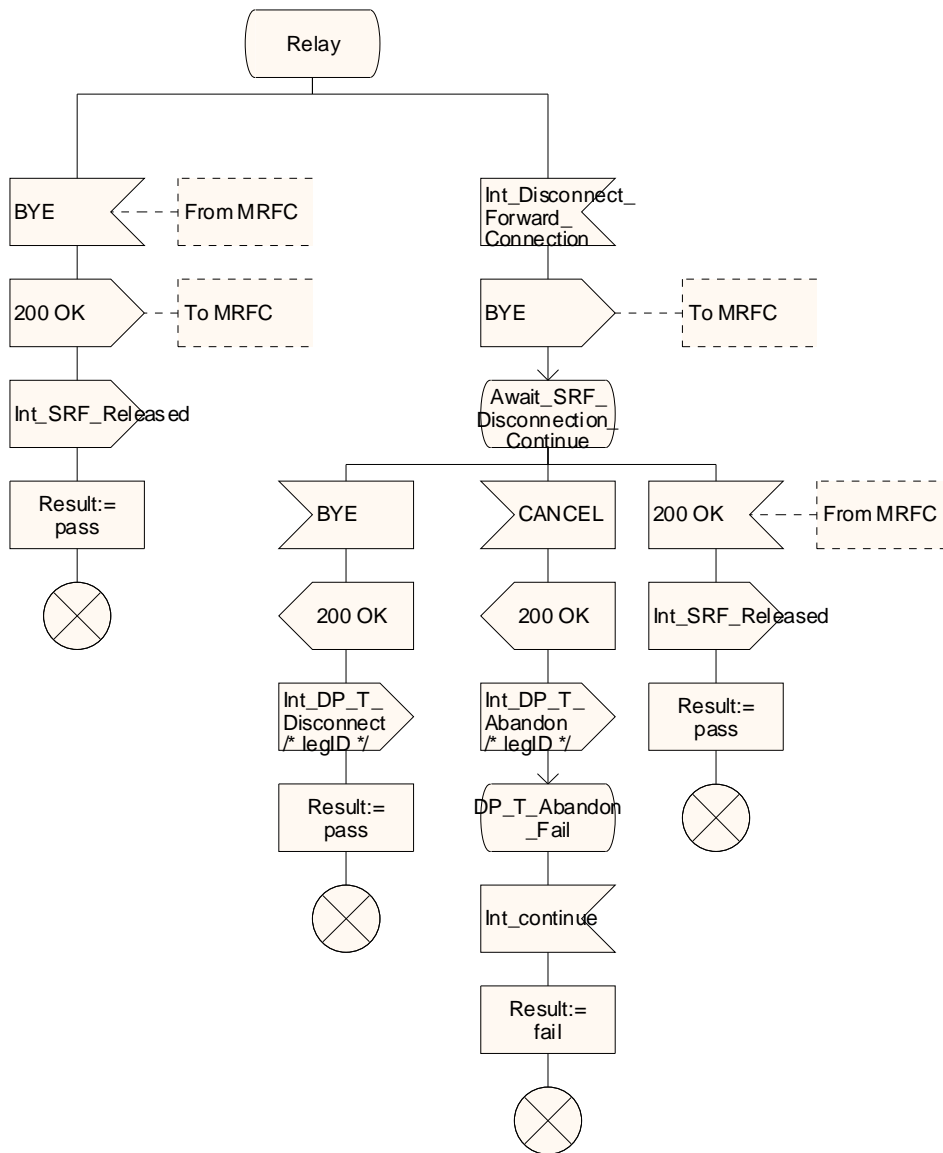 Relay
BYE
From MRFC
Int_Disconnect_
Forward_
Connection
200 OK
To MRFC
BYE
To MRFC
Int_SRF_Released
Await_SRF_
Disconnection_
Continue
Result:=
pass
BYE
CANCEL
200 OK
From MRFC
200 OK
200 OK
Int_SRF_Released
Int_DP_T_
Disconnect
/* legID */
Int_DP_T_
Abandon
/* legID */
Result:=
pass
Result:=
pass
DP_T_Abandon
_Fail
Int_continue
Result:=
fail